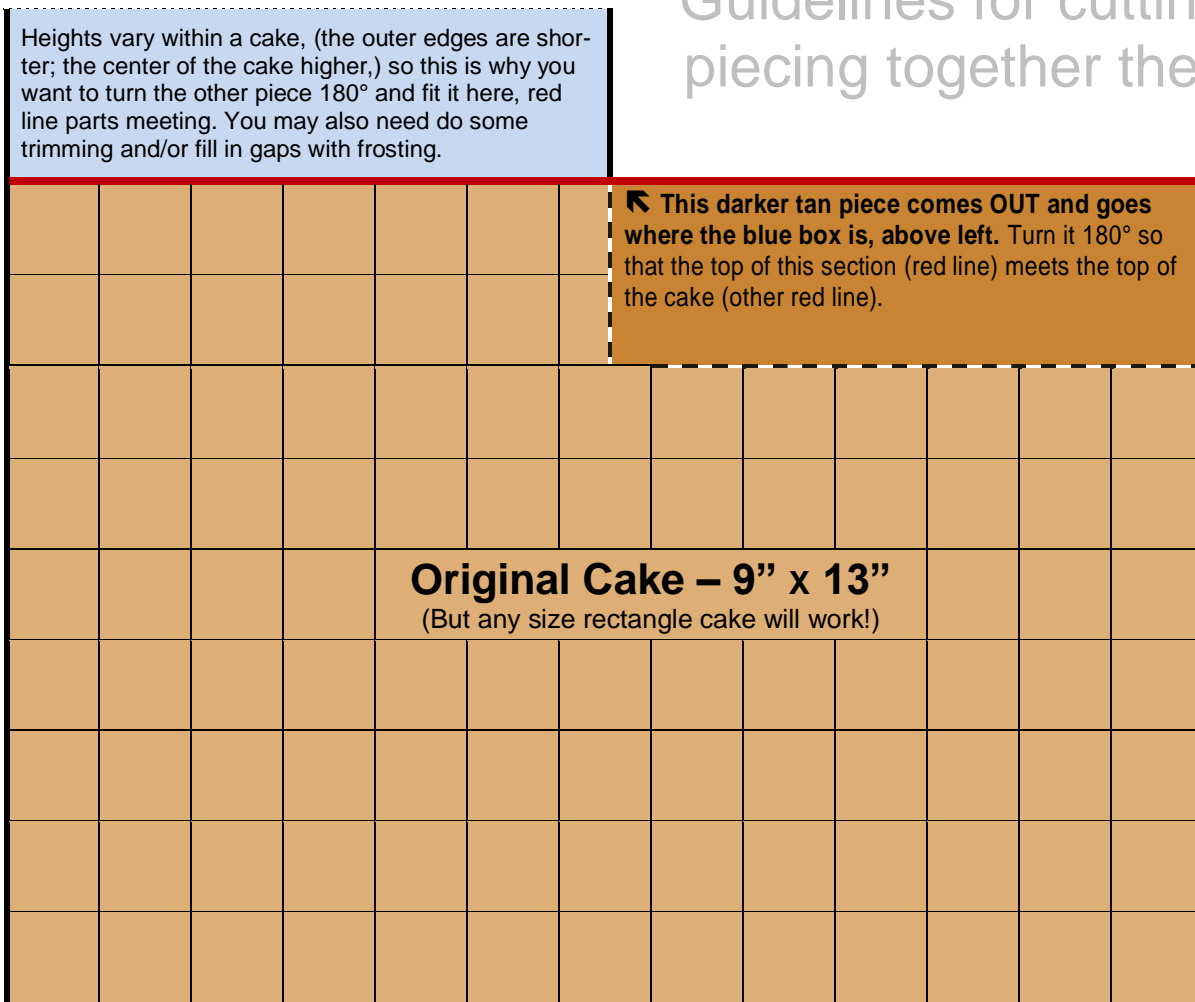 Guidelines for
piecing together the
Heights vary within a cake, (the outer edges are shor-
ter; the center of the cake higher,) so this is why you
want to turn the other piece 180° and fit it here, red
line parts meeting. You may also need do some
trimming and/or fill in gaps with frosting.
This darker tan piece comes OUT and goes
where the blue box is, above left. Turn it 180° so
that the top of this section (red line) meets the top of
the cake (other red line).
Original Cake – 9” x 13”
(But any size rectangle cake will work!)